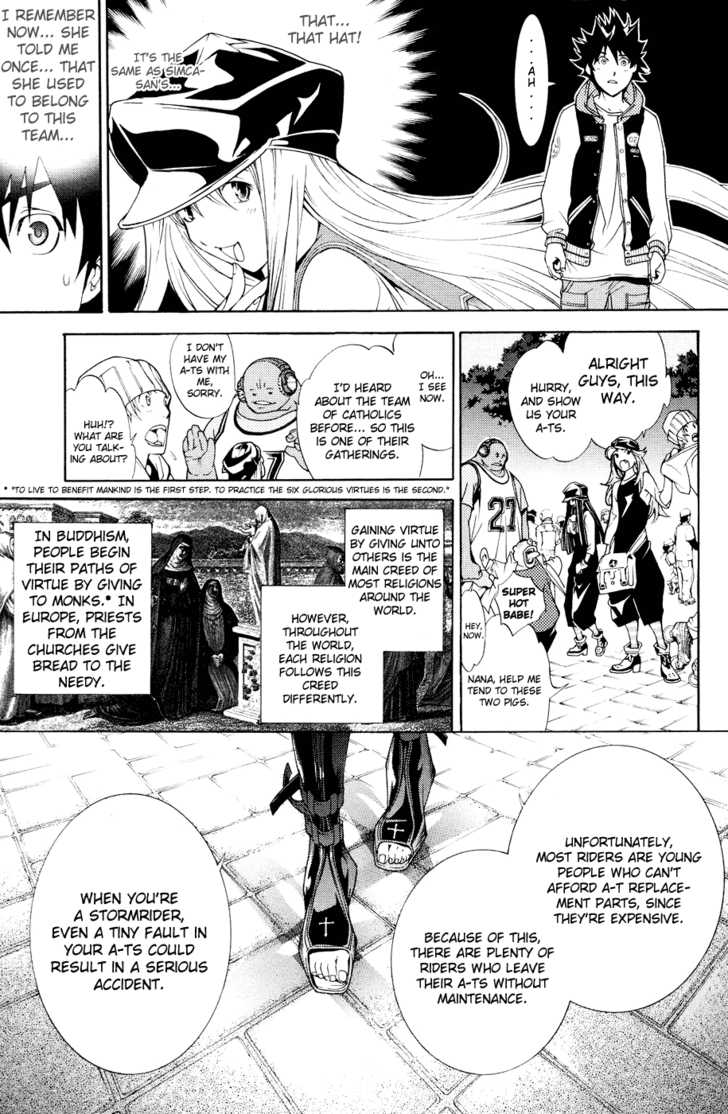 ...AH...
THAT...
THAT HAT!
IT'S THE
SAME AS SIMCA-
SAN'S...
I REMEMBER
NOW... SHE
TOLD ME
ONCE... THAT
SHE USED
TO BELONG
TO THIS
TEAM...
ALRIGHT
GUYS, THIS
WAY.
HURRY,
AND SHOW
US YOUR
A-TS.
27
SUPER
HOT
BABE!
HEY,
NOW.
NANA, HELP ME
TEND TO THESE
TWO PIGS.
OH...
I SEE
NOW.
I'D HEARD
ABOUT THE TEAM
OF CATHOLICS
BEFORE... SO THIS
IS ONE OF THEIR
GATHERINGS.
I DON'T
HAVE MY
A-TS WITH
ME,
SORRY.
HUH!?
WHAT ARE
YOU TALK-
ING ABOUT?
* "TO LIVE TO BENEFIT MANKIND IS THE FIRST STEP. TO PRACTICE THE SIX GLORIOUS VIRTUES IS THE SECOND."
GAINING VIRTUE
BY GIVING UNTO
OTHERS IS THE
MAIN CREED OF
MOST RELIGIONS
AROUND THE
WORLD.
HOWEVER,
THROUGHOUT
THE WORLD,
EACH RELIGION
FOLLOWS THIS
CREED
DIFFERENTLY.
IN BUDDHISM,
PEOPLE BEGIN
THEIR PATHS OF
VIRTUE BY GIVING
TO MONKS.* IN
EUROPE, PRIESTS
FROM THE
CHURCHES GIVE
BREAD TO THE
NEEDY.
UNFORTUNATELY,
MOST RIDERS ARE YOUNG
PEOPLE WHO CAN'T
AFFORD A-T REPLACE-
MENT PARTS, SINCE
THEY'RE EXPENSIVE.
BECAUSE OF THIS,
THERE ARE PLENTY OF
RIDERS WHO LEAVE
THEIR A-TS WITHOUT
MAINTENANCE.
WHEN YOU'RE
A STORMRIDER,
EVEN A TINY FAULT IN
YOUR A-TS COULD
RESULT IN A SERIOUS
ACCIDENT.